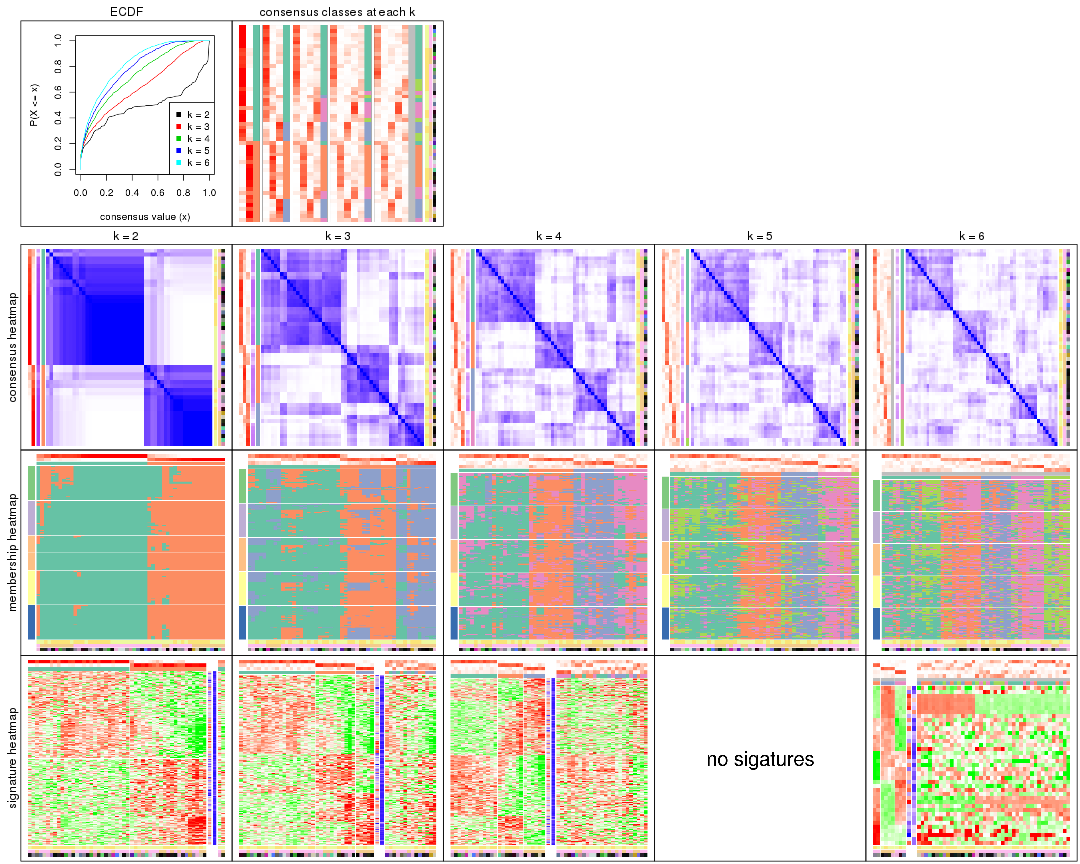 ECDF
consensus classes at each k
P(X <= x)
0.0 0.2 0.4 0.6 0.8 1.0
k = 2
k = 3
k = 4
k = 5
k = 6
0.0 0.2 0.4 0.6 0.8 1.0
consensus value (x)
k = 2 k = 3 k = 4 k = 5 k = 6
consensus heatmap
membership heatmap
signature heatmap
no sigatures